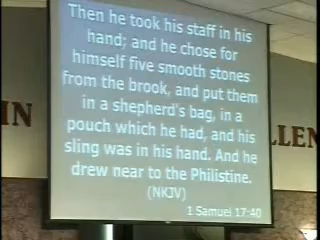 Then he took his staff in his
hand; and he chose for
himself five smooth stones
from the brook, and put them
in a shepherd's bag, in a
pouch which he had, and his
sling was in his hand. And he
drew near to the Philistine.
(NKJV)
1 Samuel 17:40
IN
LLEN